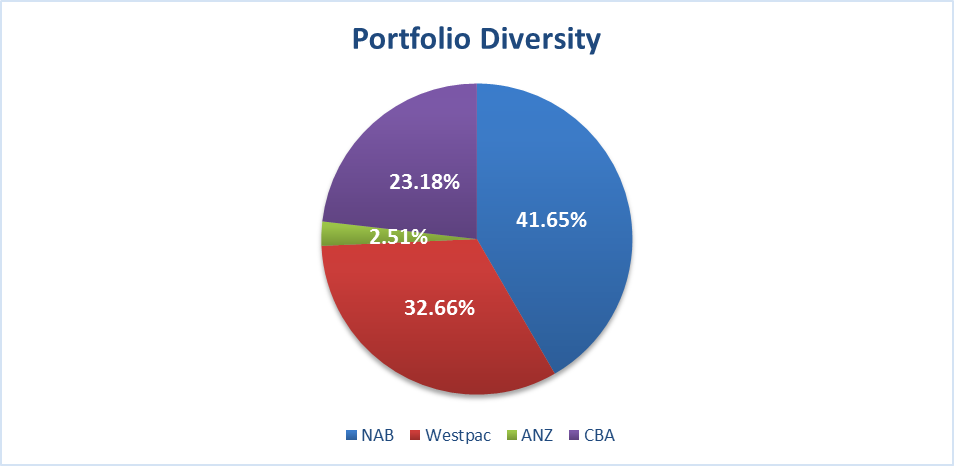 Portfolio Diversity
23.18%
41.65%
2.51%
32.66%
NAB Westpac ANZ CBA